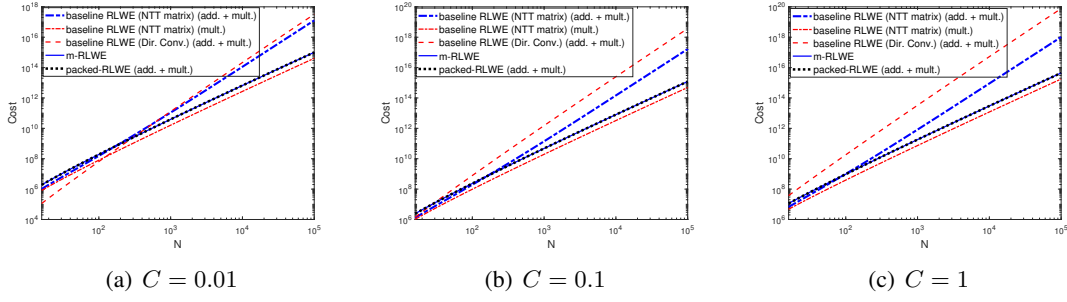 10^18
10^16
10^14
10^12
10^10
10^8
10^6
10^4
Cost
baseline RLWE (NTT matrix) (add. + mult.)
baseline RLWE (NTT matrix) (mult.)
baseline RLWE (Dir. Conv.) (add. + mult.)
m-RLWE
packed-RLWE (add. + mult.)
10^2
10^3
10^4
10^5
N
(a) C = 0.01
10^20
10^18
10^16
10^14
10^12
10^10
10^8
10^6
Cost
baseline RLWE (NTT matrix) (add. + mult.)
baseline RLWE (NTT matrix) (mult.)
baseline RLWE (Dir. Conv.) (add. + mult.)
m-RLWE
packed-RLWE (add. + mult.)
10^2
10^3
10^4
10^5
N
(b) C = 0.1
10^20
10^18
10^16
10^14
10^12
10^10
10^8
10^6
Cost
baseline RLWE (NTT matrix) (add. + mult.)
baseline RLWE (NTT matrix) (mult.)
baseline RLWE (Dir. Conv.) (add. + mult.)
m-RLWE
packed-RLWE (add. + mult.)
10^2
10^3
10^4
10^5
N
(c) C = 1